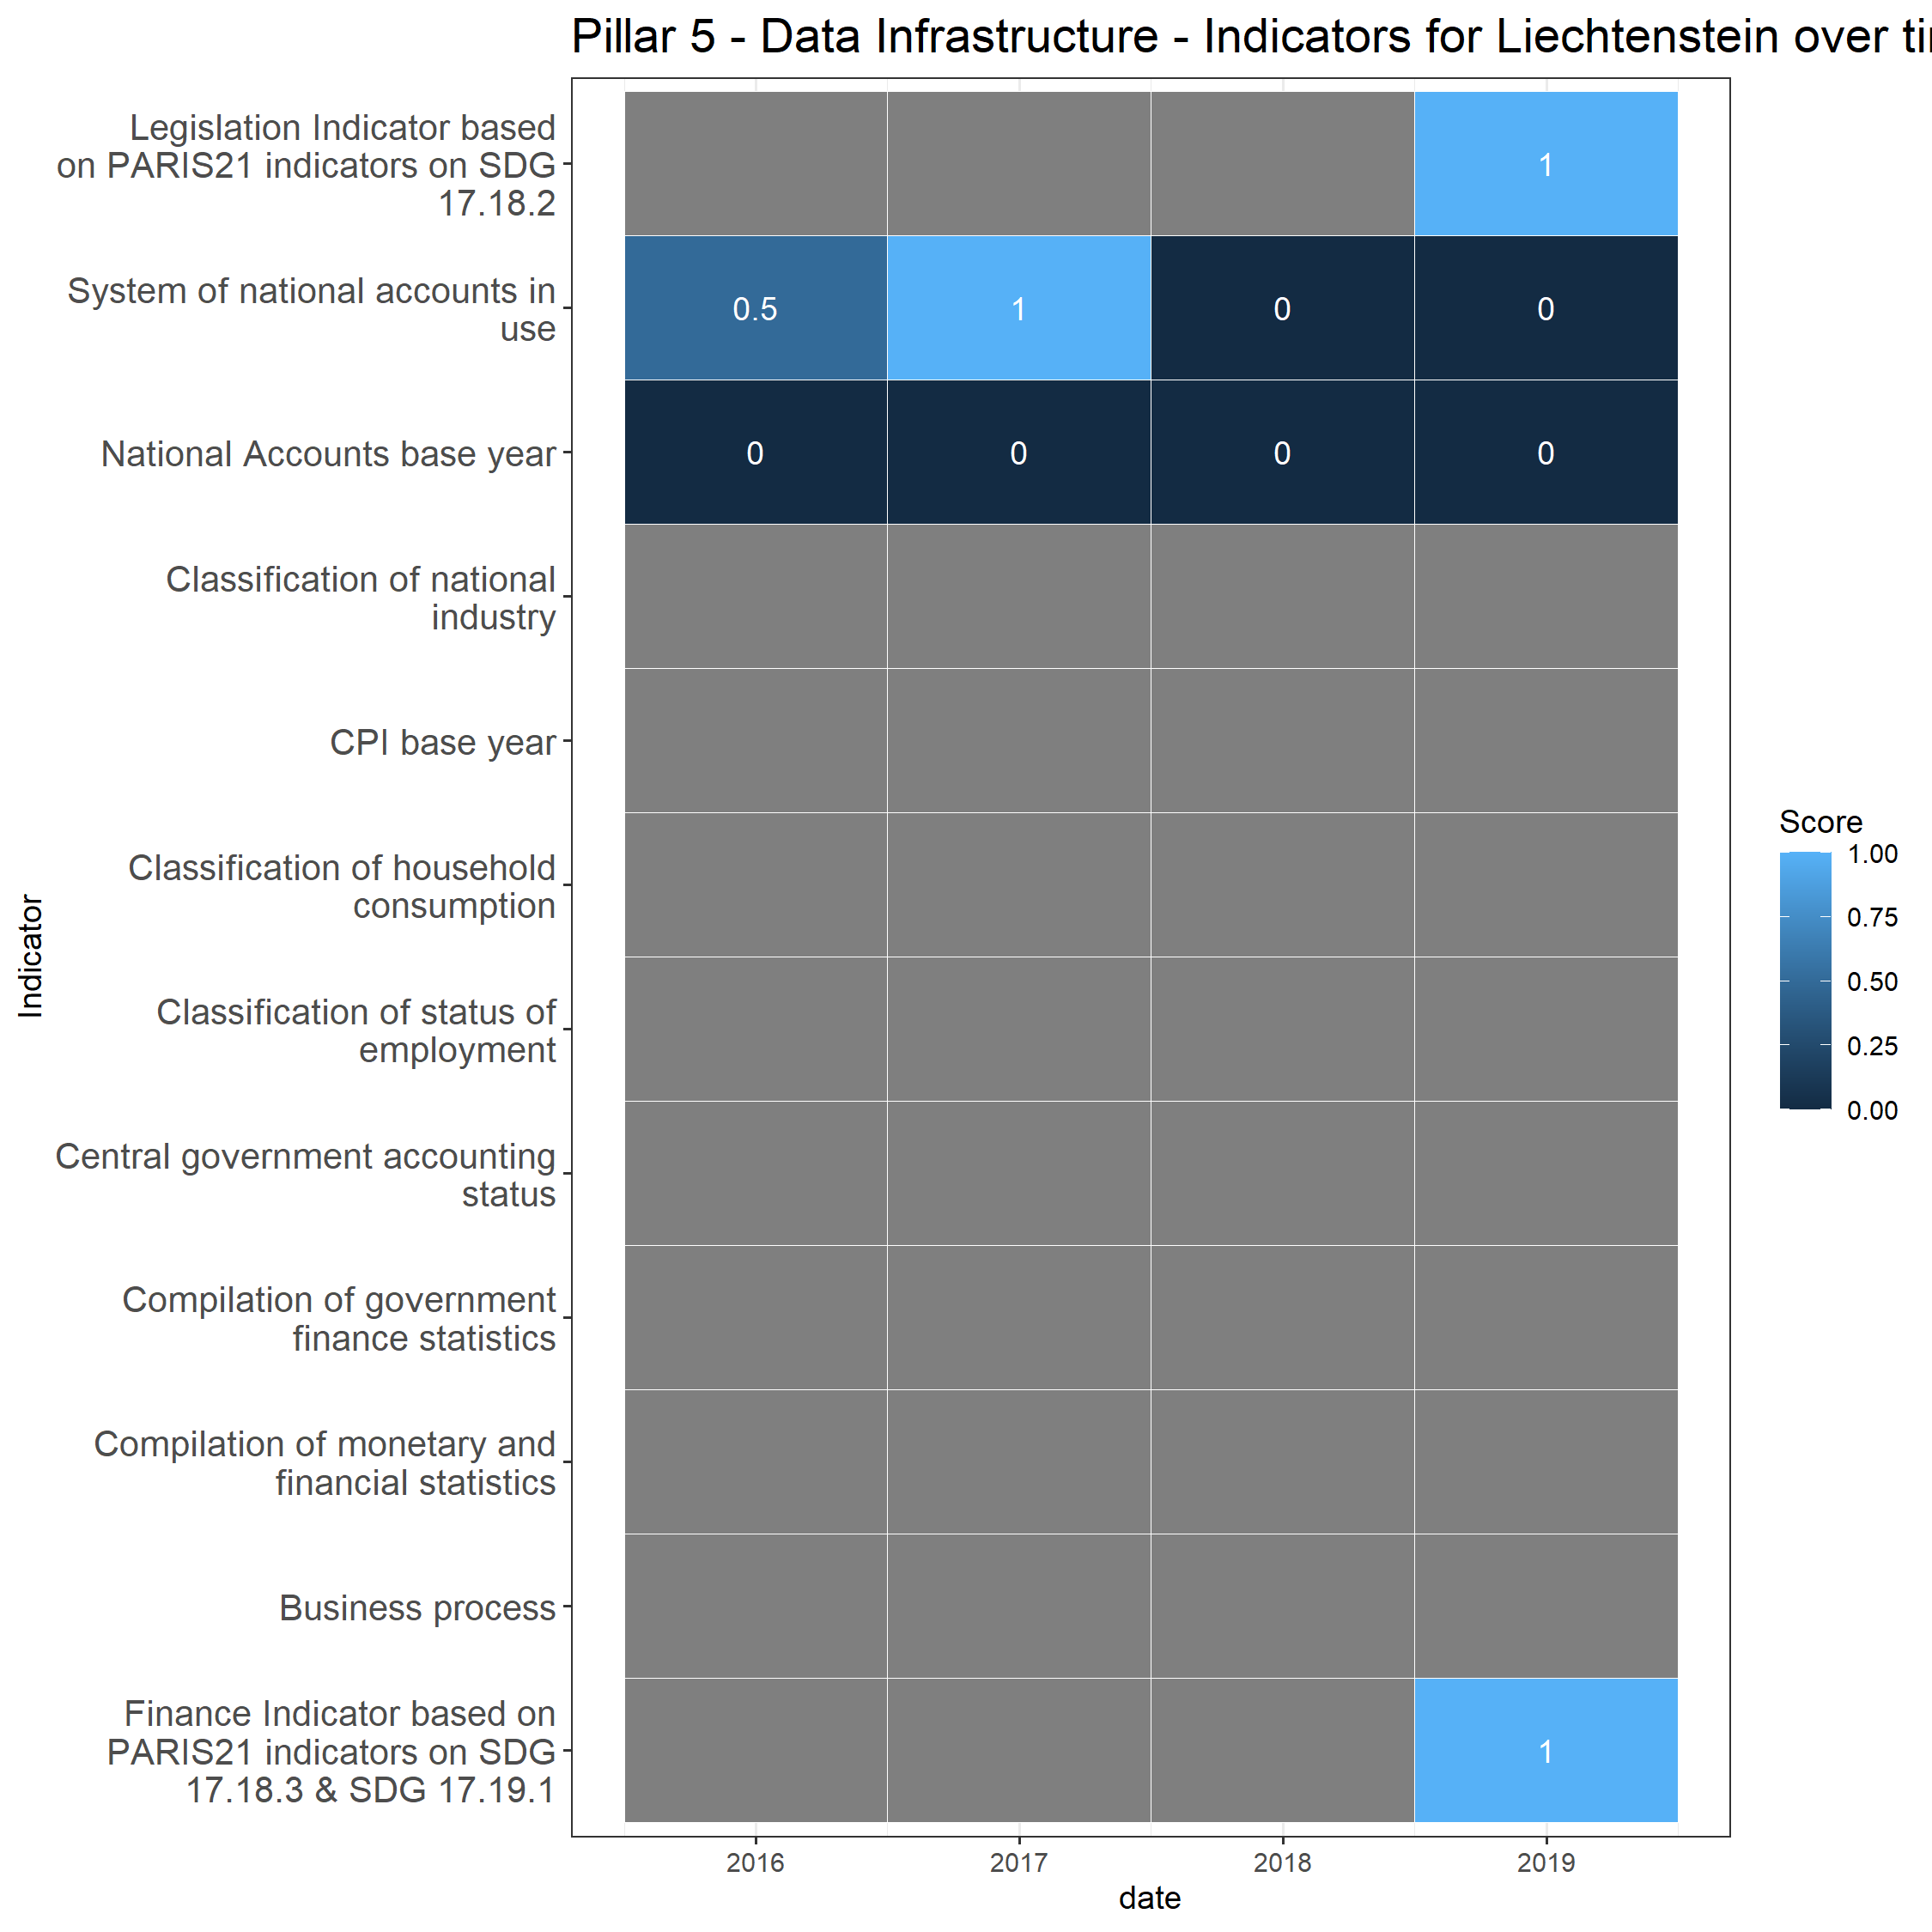 Pillar 5 - Data Infrastructure - Indicators for Liechtenstein over
Legislation Indicator based
on PARIS21 indicators on SDG
17.18.2
1
System of national accounts in
use
0.5 1 0 0
National Accounts base year
0 0 0 0
Classification of national
industry
CPI base year
Classification of household
consumption
Classification of status of
employment
Central government accounting
status
Compilation of government
finance statistics
Compilation of monetary and
financial statistics
Business process
Finance Indicator based on
PARIS21 indicators on SDG
17.18.3 & SDG 17.19.1
1
Indicator
2016 2017 2018 2019
date
Score
1.00
0.75
0.50
0.25
0.00